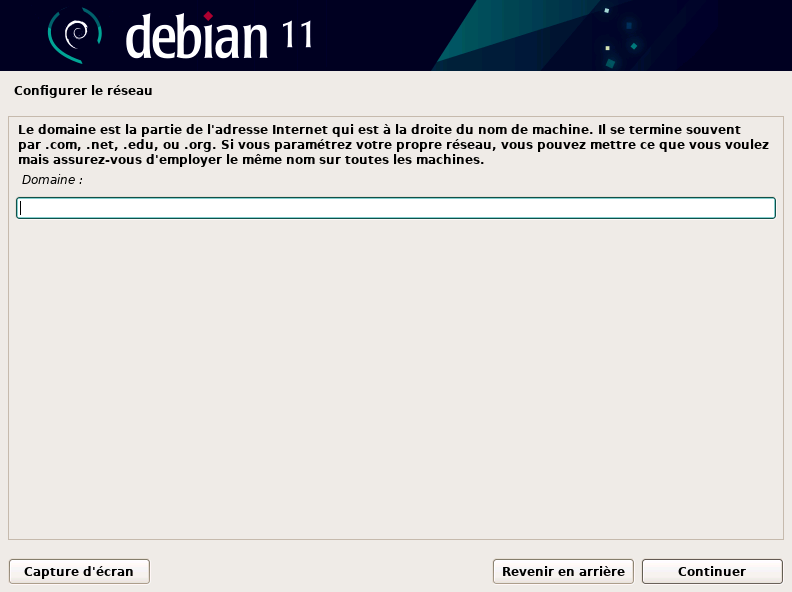 debian 11
Configurer le réseau
Le domaine est la partie de l'adresse Internet qui est à la droite du nom de machine. Il se termine souvent
par .com, .net, .edu, ou .org. Si vous paramétrez votre propre réseau, vous pouvez mettre ce que vous voulez
mais assurez-vous d'employer le même nom sur toutes les machines.
Domaine :
Capture d'écran
Revenir en arrière
Continuer